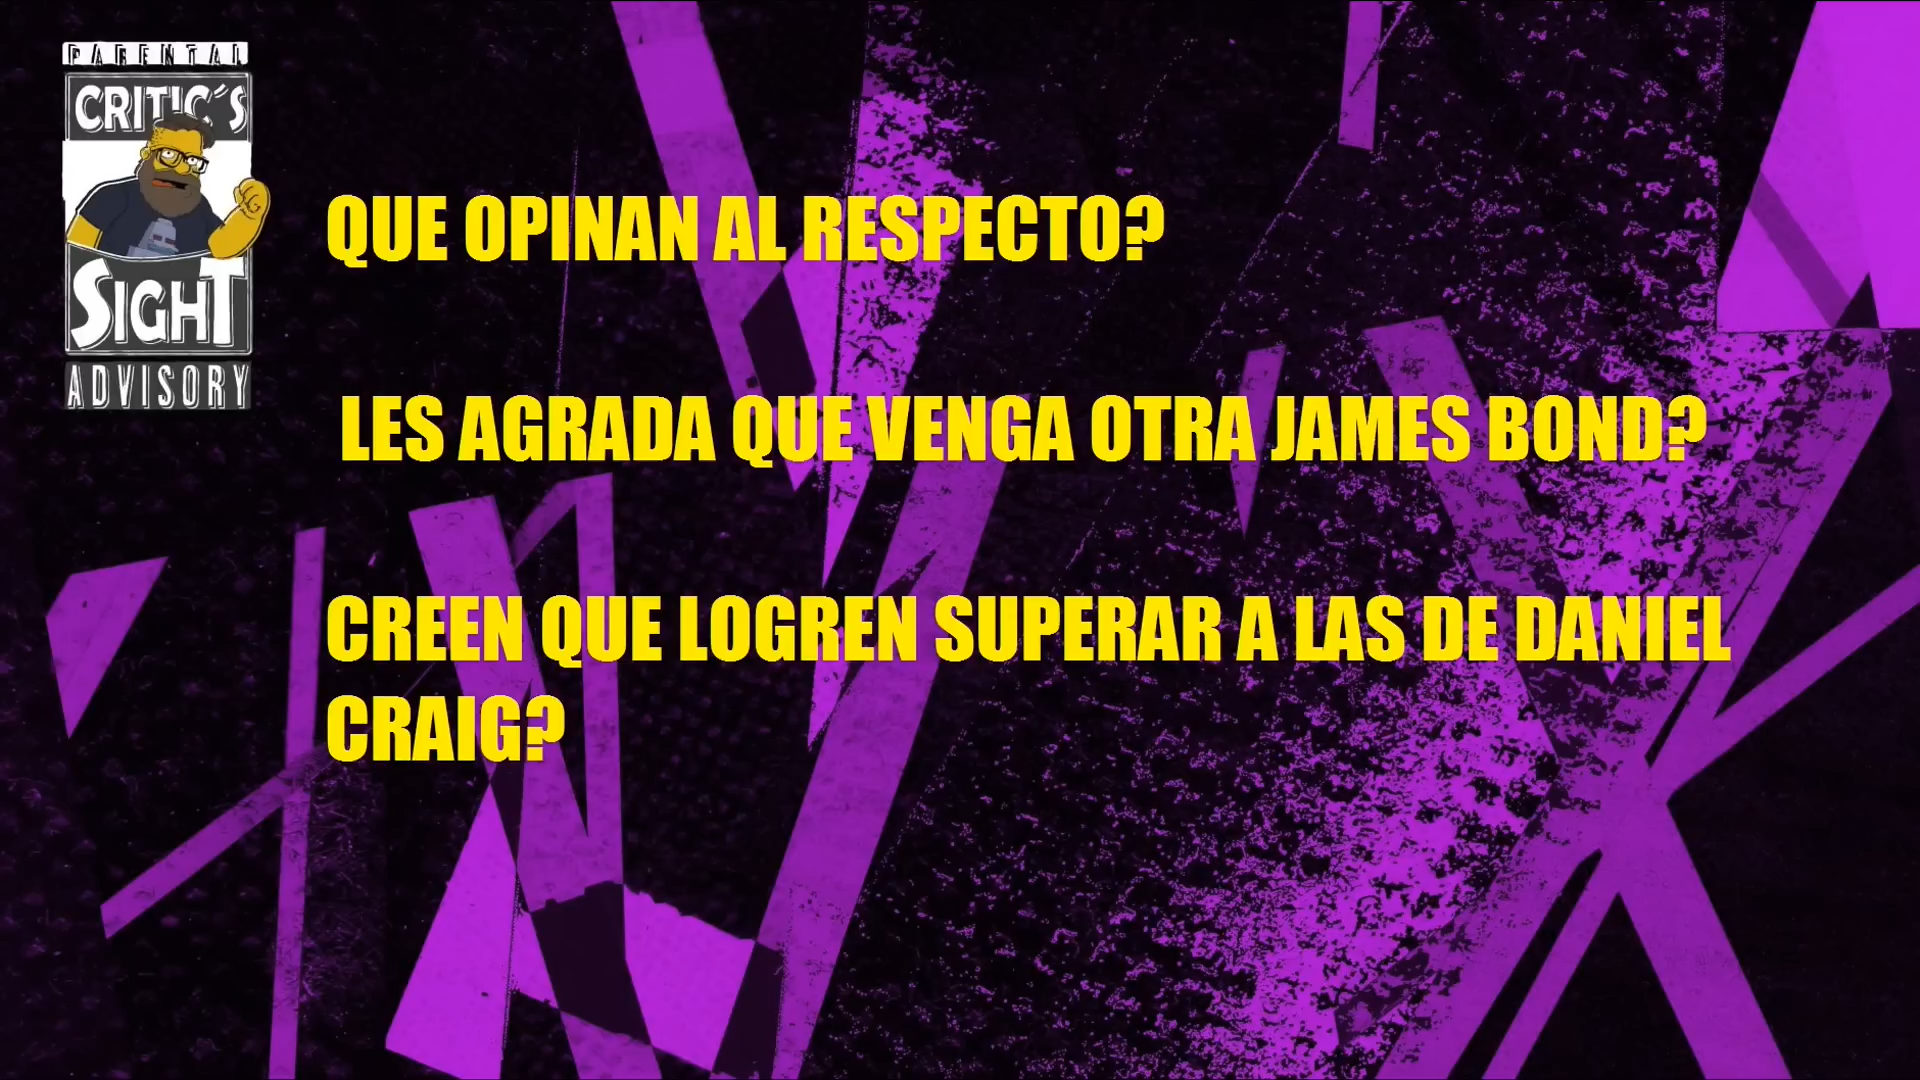 PARENTAL
CRITIC´S
SIGHT
ADVISORY
QUE OPINAN AL RESPECTO?
LES AGRADA QUE VENGA OTRA JAMES BOND?
CREEN QUE LOGREN SUPERAR A LAS DE DANIEL
CRAIG?